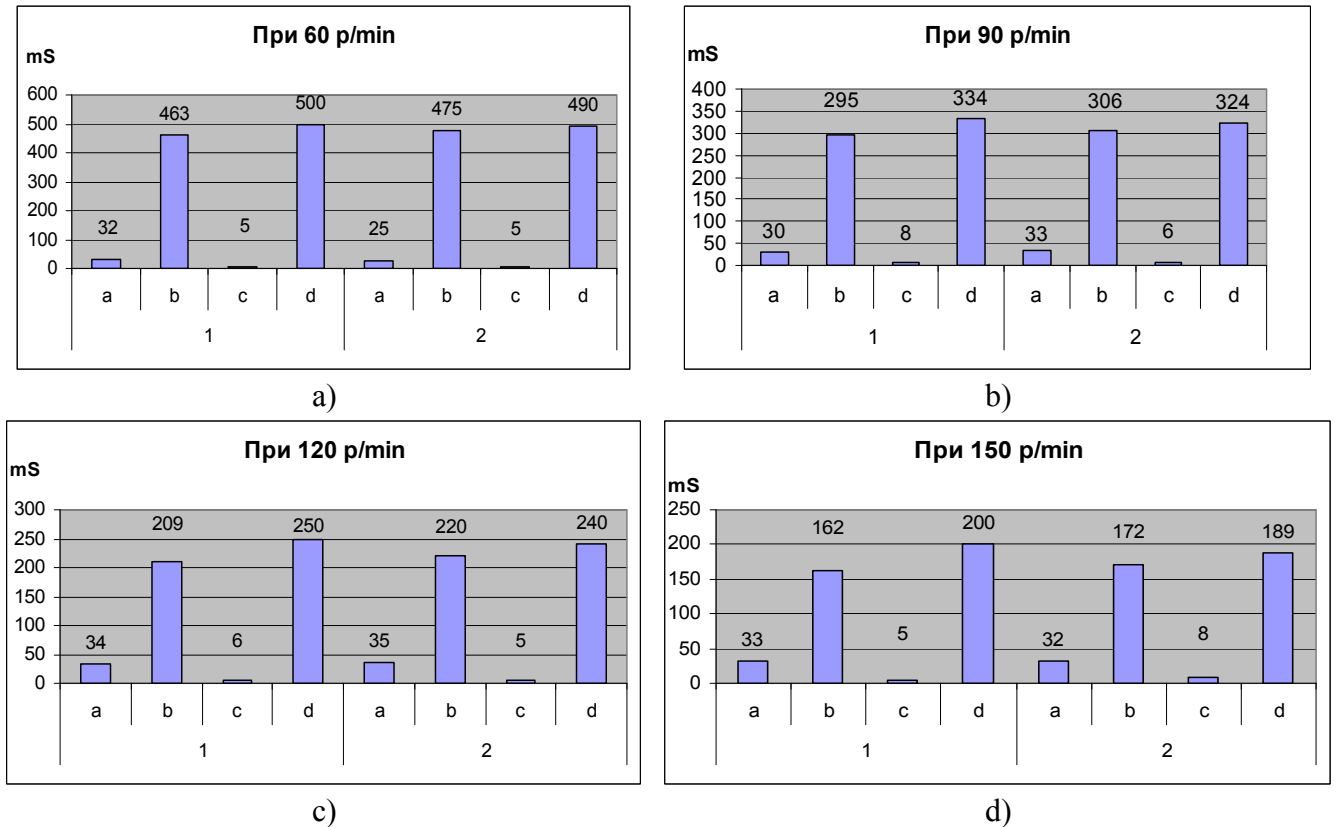 При 60 p/min
mS
600
500
400
300
200
100
0
32 463 5 500 25 475 5 490
a b c d a b c d
1 2
a)
При 90 p/min
mS
400
350
300
250
200
150
100
50
0
30 295 8 334 33 306 6 324
a b c d a b c d
1 2
b)
При 120 p/min
mS
300
250
200
150
100
50
0
34 209 6 250 35 220 5 240
a b c d a b c d
1 2
c)
При 150 p/min
mS
250
200
150
100
50
0
33 162 5 200 32 172 8 189
a b c d a b c d
1 2
d)